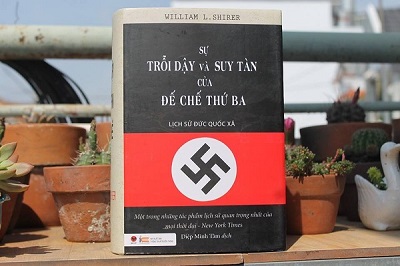 WILLIAM L.SHIRER
SỰ
TRỖI DẬY VÀ SUY TÀN
CỦA
ĐẾ CHẾ THỨ BA
LỊCH SỬ ĐỨC QUỐC XÃ
Một trong những tác phẩm lịch sử quan trọng nhất của
mọi thời đại - New York Times
Diệp Minh Tâm dịch